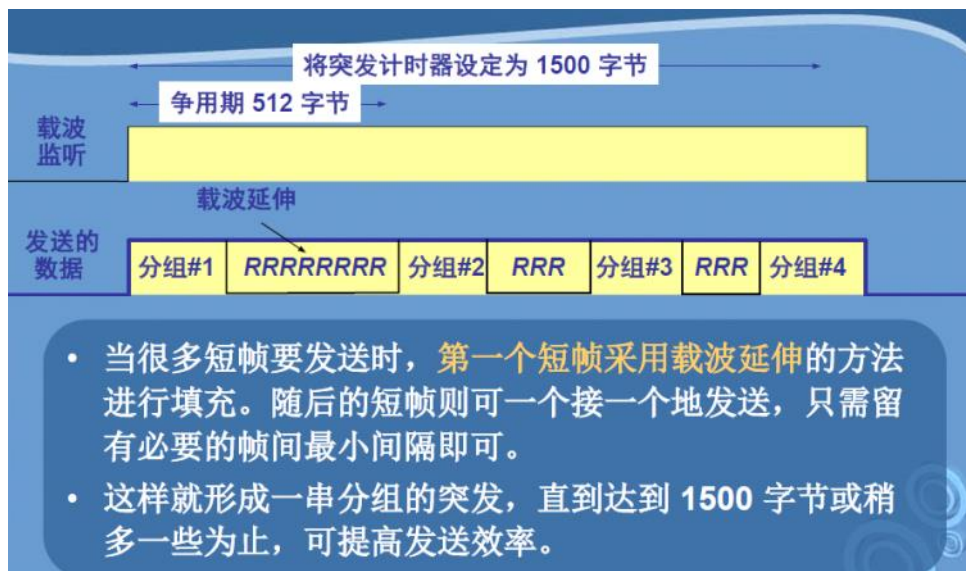 将突发计时器设定为 1500 字节
争用期 512 字节
载波
监听
载波延伸
发送的
数据
分组#1 RRRRRRRR 分组#2 RRR 分组#3 RRR 分组#4
• 当很多短帧要发送时，第一个短帧采用载波延伸的方法
进行填充。随后的短帧则可一个接一个地发送，只需留
有必要的帧间最小间隔即可。
• 这样就形成一串分组的突发，直到达到 1500 字节或稍
多一些为止，可提高发送效率。